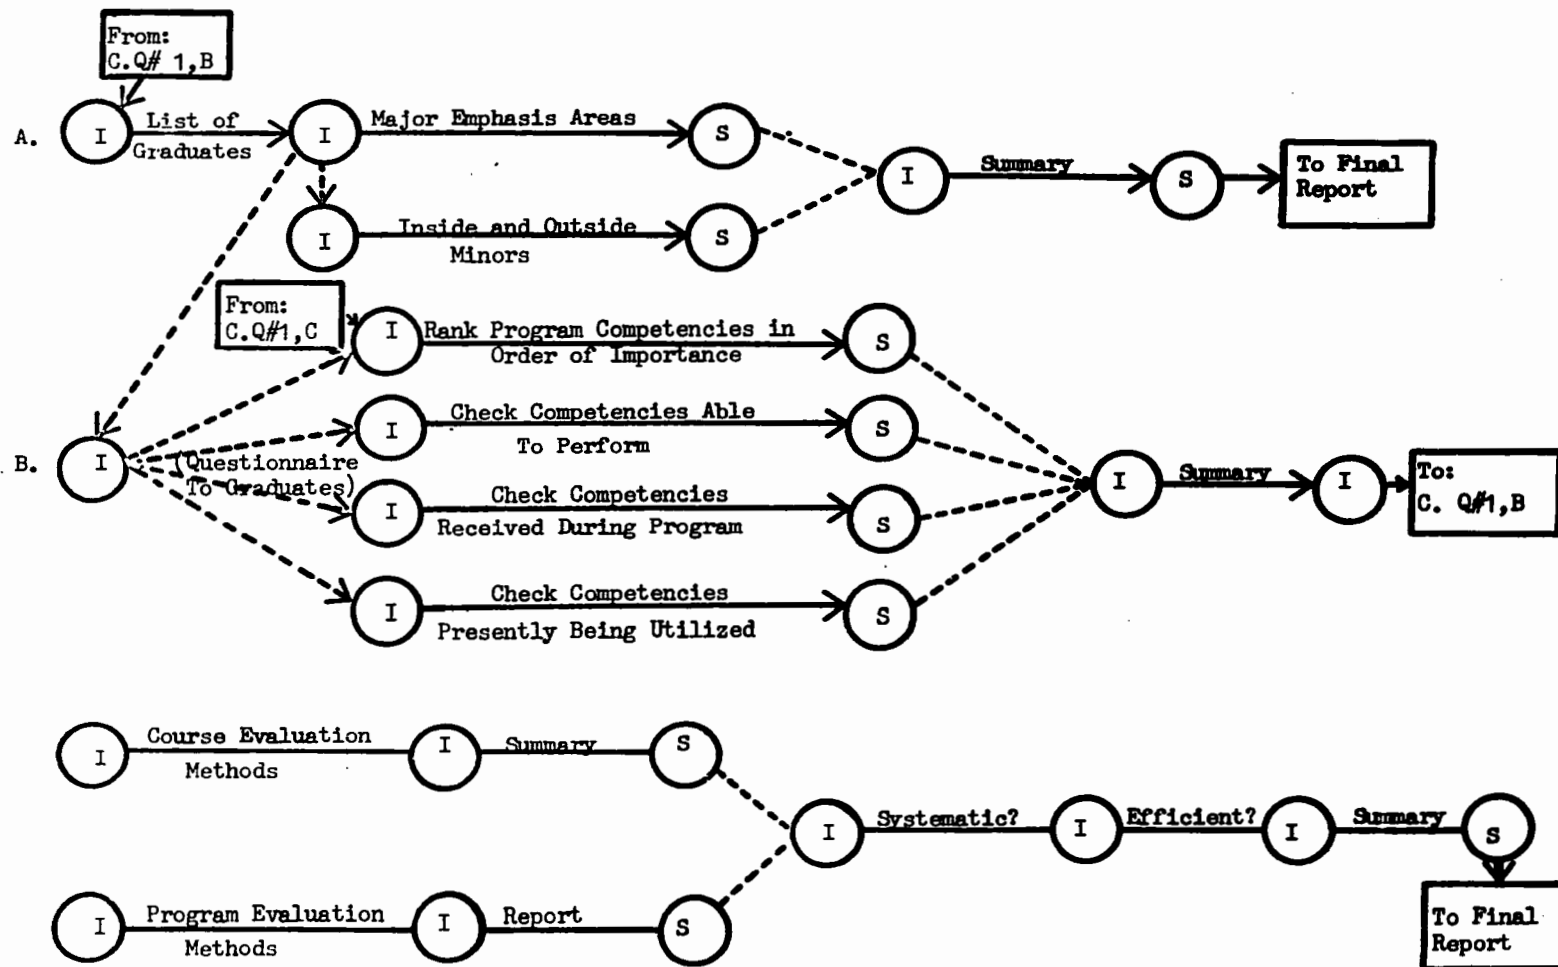 From:
C.Q# 1,B
A.
I
List of
Graduates
I
Major Emphasis Areas
S
I
Inside and Outside
Minors
S
I
Summary
S
To Final
Report
From:
C.Q#1,C
B.
I
(Questionnaire
To Graduates)
I
Rank Program Competencies in
Order of Importance
S
I
Check Competencies Able
To Perform
S
I
Check Competencies
Received During Program
S
I
Check Competencies
Presently Being Utilized
S
I
Summary
I
To:
C. Q#1,B
I
Course Evaluation
Methods
I
Summary
S
I
Program Evaluation
Methods
I
Report
S
I
Systematic?
I
Efficient?
I
Summary
S
To Final
Report